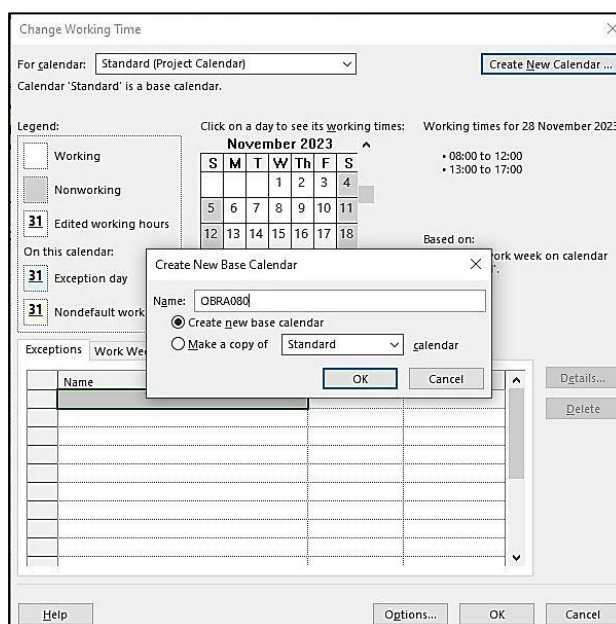 Change Working Time
For calendar: Standard (Project Calendar)
Create New Calendar ...
Calendar 'Standard' is a base calendar.
Legend:
Working
Nonworking
31 Edited working hours
On this calendar:
31 Exception day
31 Nondefault work
Click on a day to see its working times:
November 2023
S M T W Th F S
1 2 3 4
5 6 7 8 9 10 11
12 13 14 15 16 17 18
Working times for 28 November 2023
• 08:00 to 12:00
• 13:00 to 17:00
Based on:
work week on calendar
Create New Base Calendar
Name: OBRA080
Create new base calendar
Make a copy of Standard calendar
OK Cancel
Exceptions Work Wee
Name
Details...
Delete
Help Options... OK Cancel